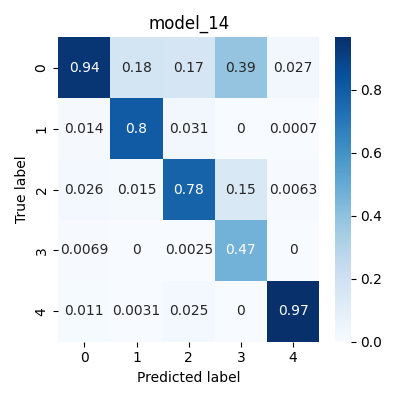 model_14
0 0.94 0.18 0.17 0.39 0.027
1 0.014 0.8 0.031 0 0.0007
2 0.026 0.015 0.78 0.15 0.0063
3 0.0069 0 0.0025 0.47 0
4 0.011 0.0031 0.025 0 0.97
0 1 2 3 4
Predicted label
True label
0.8
0.6
0.4
0.2
0.0